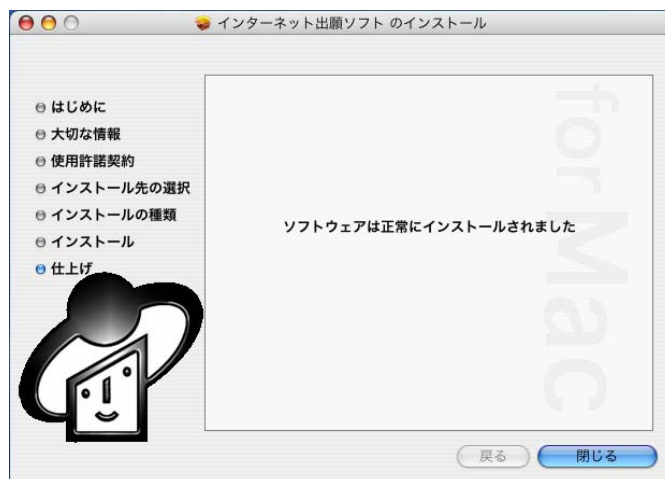 インターネット出願ソフト のインストール
はじめに
大切な情報
使用許諾契約
インストール先の選択
インストールの種類
インストール
仕上げ
ソフトウェアは正常にインストールされました
for Mac
戻る
閉じる